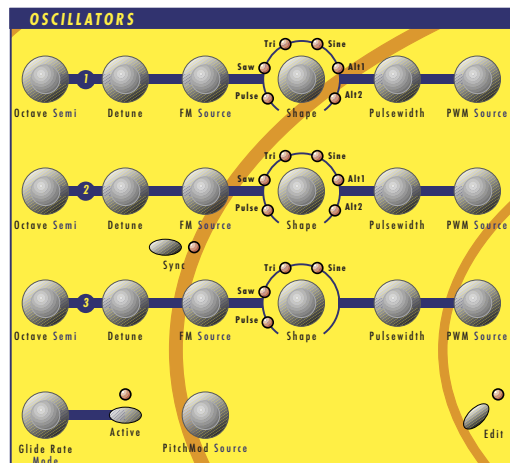 OSCILLATORS
Tri Sine
Saw 1 Alt1
Pulse Alt2
Octave Semi Detune FM Source Shape Pulsewidth PWM Source
Tri Sine
Saw 2 Alt1
Pulse Alt2
Octave Semi Detune FM Source Shape Pulsewidth PWM Source
Sync
Tri Sine
Saw 3
Pulse
Octave Semi Detune FM Source Shape Pulsewidth PWM Source
Active Edit
Glide Rate PitchMod Source
Mode